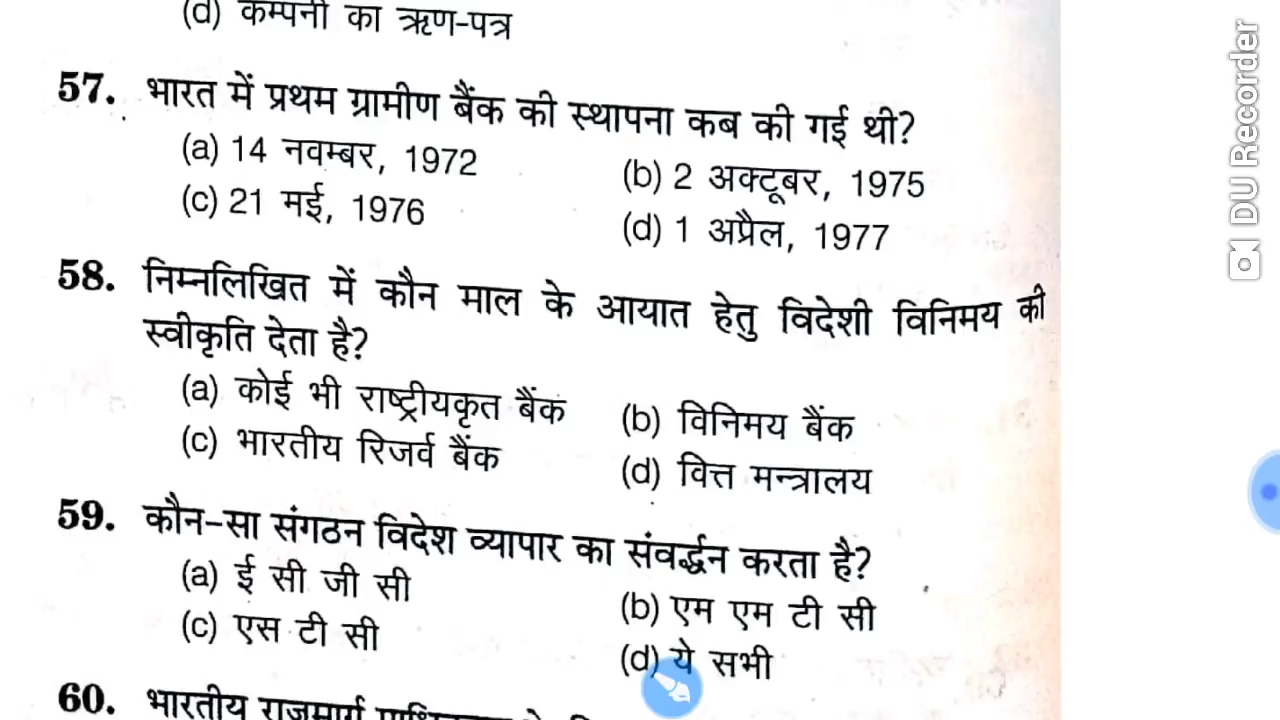 (d) कम्पनी का ऋण-पत्र
57. भारत में प्रथम ग्रामीण बैंक की स्थापना कब की गई थी?
(a) 14 नवम्बर, 1972 (b) 2 अक्टूबर, 1975
(c) 21 मई, 1976 (d) 1 अप्रैल, 1977
58. निम्नलिखित में कौन माल के आयात हेतु विदेशी विनिमय की
स्वीकृति देता है?
(a) कोई भी राष्ट्रीयकृत बैंक (b) विनिमय बैंक
(c) भारतीय रिजर्व बैंक (d) वित्त मन्त्रालय
59. कौन-सा संगठन विदेश व्यापार का संवर्द्धन करता है?
(a) ई सी जी सी (b) एम एम टी सी
(c) एस टी सी (d) ये सभी
60. भारतीय राजमार्ग
DU Recorder